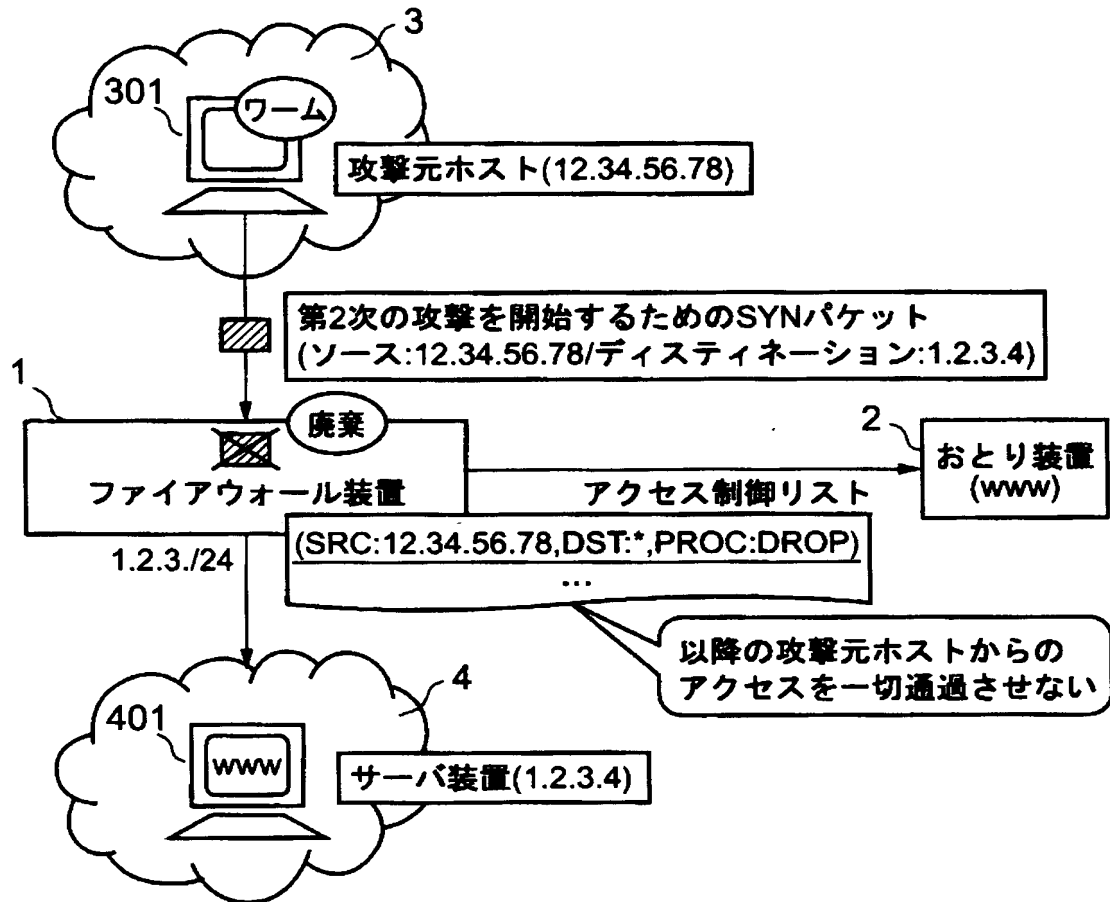 3
301
ワーム
攻撃元ホスト(12.34.56.78)
第2次の攻撃を開始するためのSYNパケット
(ソース:12.34.56.78/ディスティネーション:1.2.3.4)
1
廃棄
2
ファイアウォール装置
おとり装置
(www)
アクセス制御リスト
1.2.3./24
(SRC:12.34.56.78,DST:*,PROC:DROP)
…
以降の攻撃元ホストからの
アクセスを一切通過させない
4
401
www
サーバ装置(1.2.3.4)